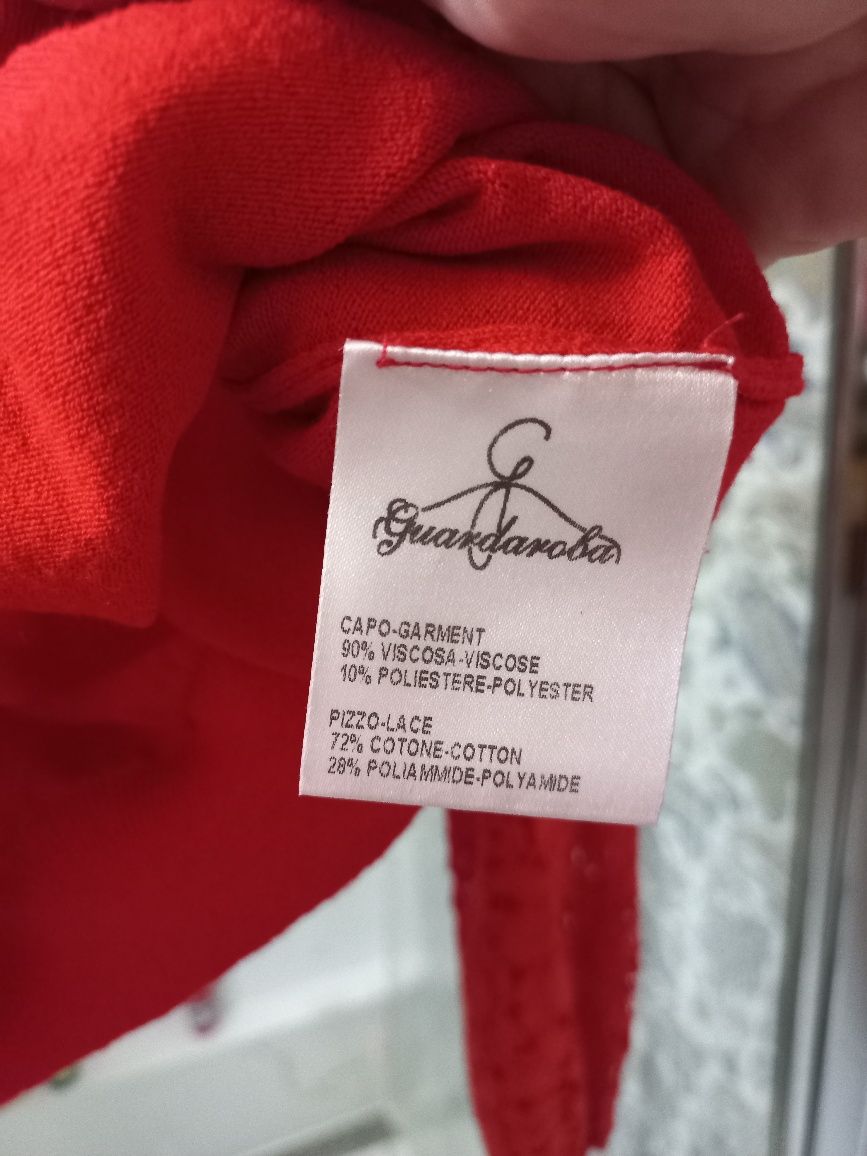 Guardaroba
CAPO-GARMENT
90% VISCOSA-VISCOSE
10% POLIESTERE-POLYESTER
PIZZO-LACE
72% COTONE-COTTON
28% POLIAMMIDE-POLYAMIDE